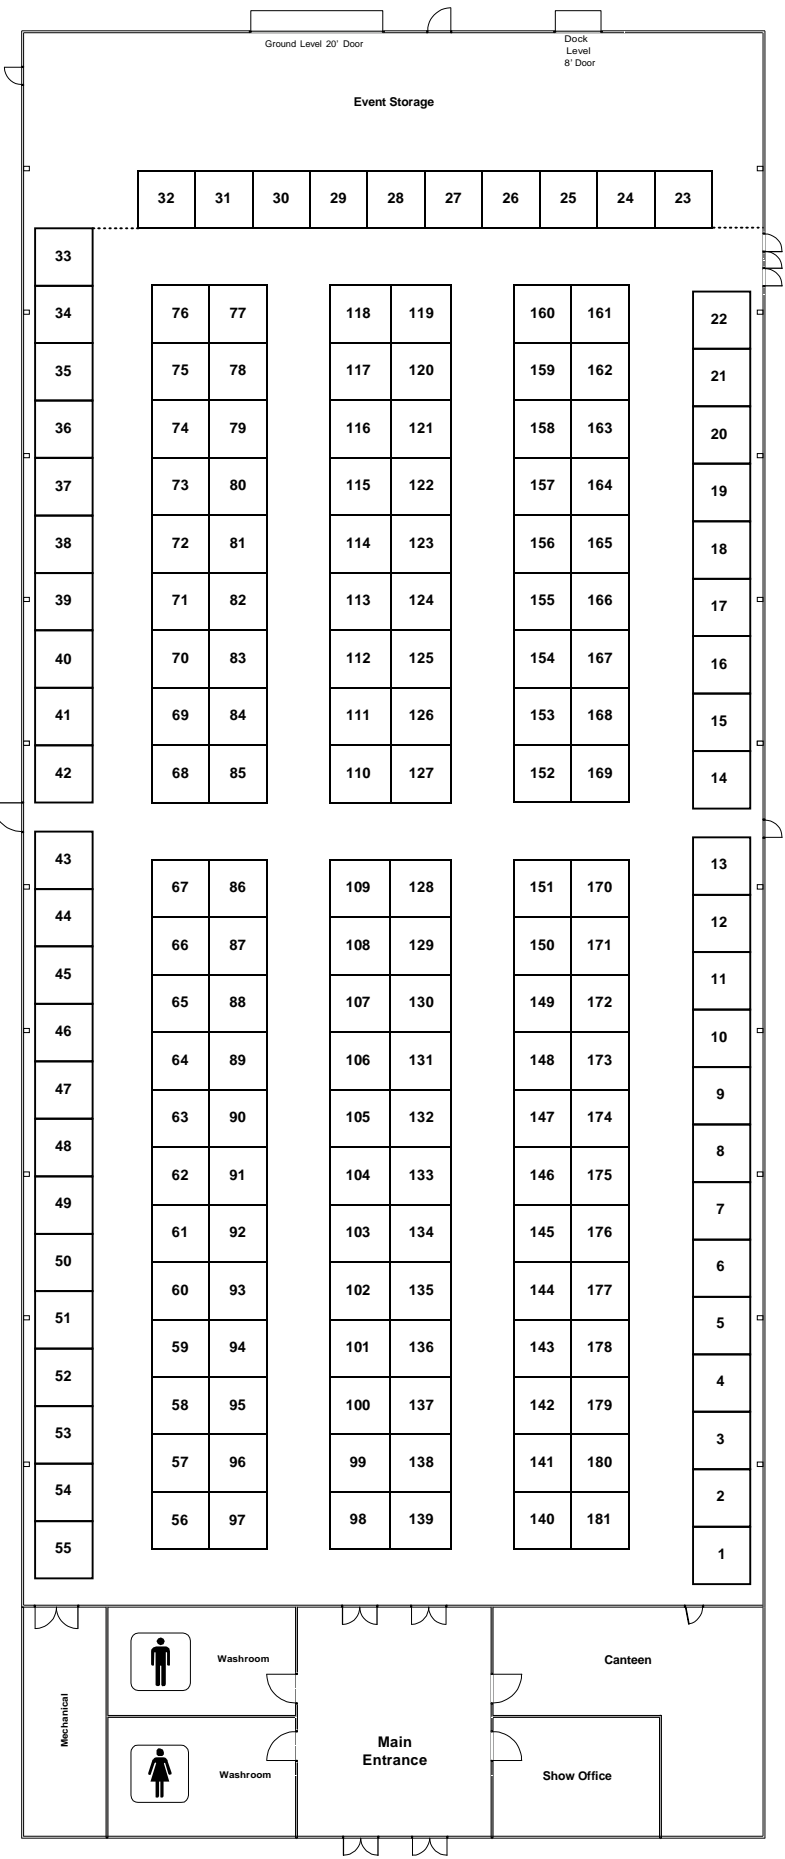 Ground Level 20' Door
Dock
Level
8' Door
Event Storage
32 31 30 29 28 27 26 25 24 23
33
34 76 77 118 119 160 161 22
35 75 78 117 120 159 162 21
36 74 79 116 121 158 163 20
37 73 80 115 122 157 164 19
38 72 81 114 123 156 165 18
39 71 82 113 124 155 166 17
40 70 83 112 125 154 167 16
41 69 84 111 126 153 168 15
42 68 85 110 127 152 169 14
43 67 86 109 128 151 170 13
44 66 87 108 129 150 171 12
45 65 88 107 130 149 172 11
46 64 89 106 131 148 173 10
47 63 90 105 132 147 174 9
48 62 91 104 133 146 175 8
49 61 92 103 134 145 176 7
50 60 93 102 135 144 177 6
51 59 94 101 136 143 178 5
52 58 95 100 137 142 179 4
53 57 96 99 138 141 180 3
54 56 97 98 139 140 181 2
55 1
Washroom
Canteen
Mechanical
Main
Entrance
Washroom
Show Office